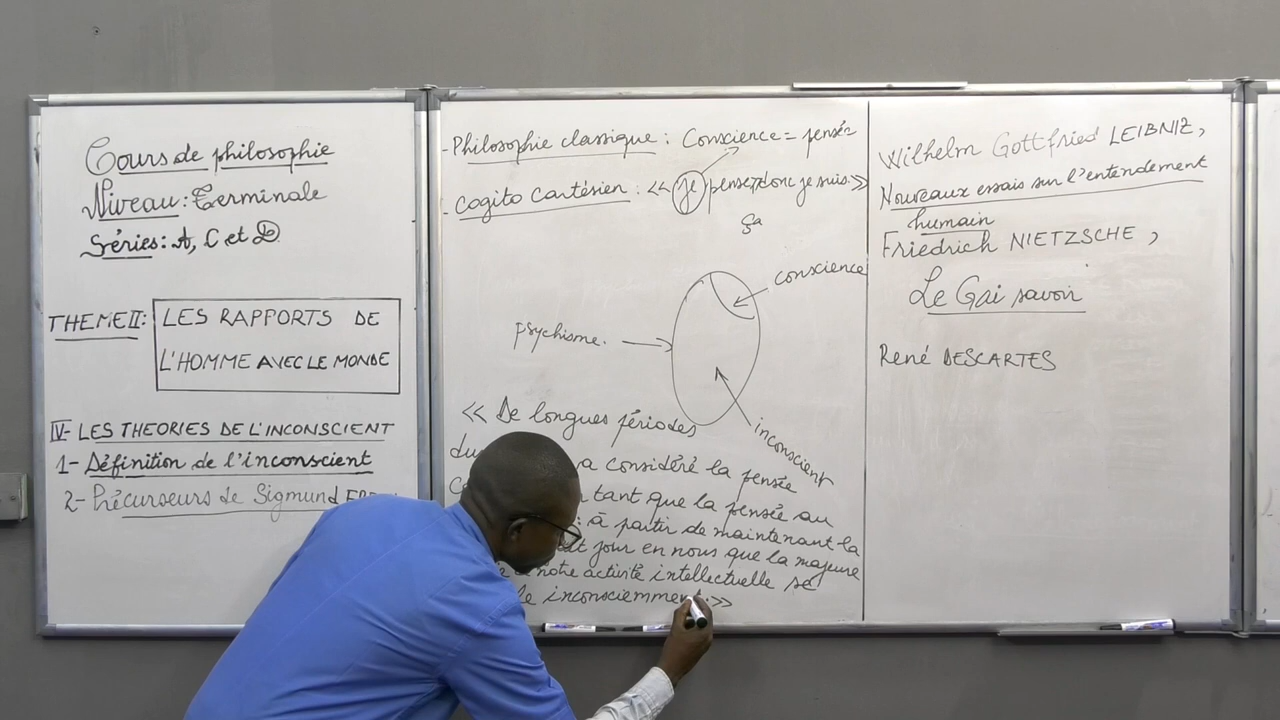 Cours de philosophie
Niveau : Terminale
Séries : A, C et D
THEME II : LES RAPPORTS DE
L'HOMME AVEC LE MONDE
IV- LES THEORIES DE L'INCONSCIENT
1- Définition de l'inconscient
2- Précurseurs de Sigmund
- Philosophie classique : Conscience = pensée
- Cogito Cartésien : << je pense donc je suis. >>
ça
conscience
psychisme.
inconscient
<< De longues périodes
a considéré la pensée
tant que la pensée au
: à partir de maintenant la
jour en nous que la majeure
notre activité intellectuelle se
inconsciemment. >>
Wilhelm Gottfried LEIBNIZ,
Nouveaux essais sur l'entendement
humain
Friedrich NIETZSCHE,
Le Gai savoir
René DESCARTES